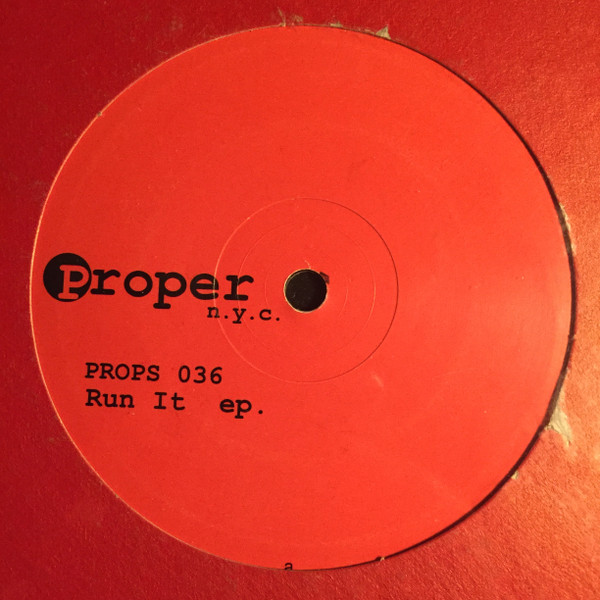 proper
n.y.c.
PROPS 036
Run It  ep.
a